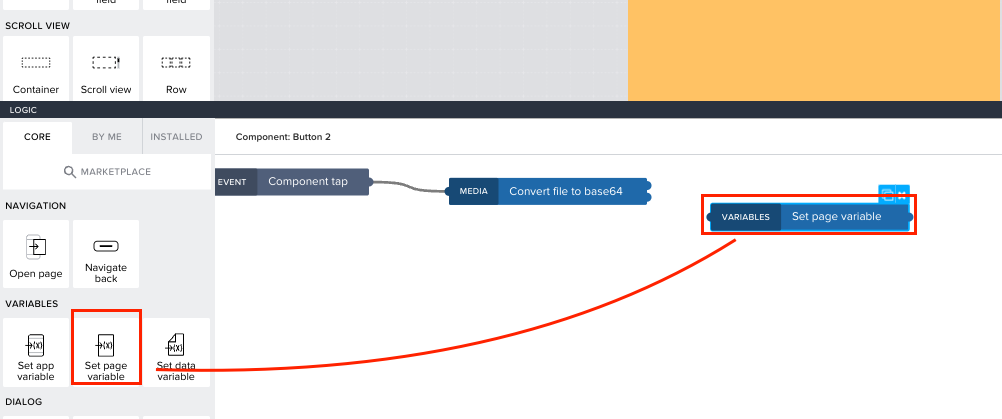 field
field
SCROLL VIEW
Container
Scroll view
Row
LOGIC
CORE
BY ME
INSTALLED
Component: Button 2
MARKETPLACE
EVENT
Component tap
MEDIA
Convert file to base64
VARIABLES
Set page variable
NAVIGATION
Open page
Navigate
back
VARIABLES
Set app
variable
Set page
variable
Set data
variable
DIALOG